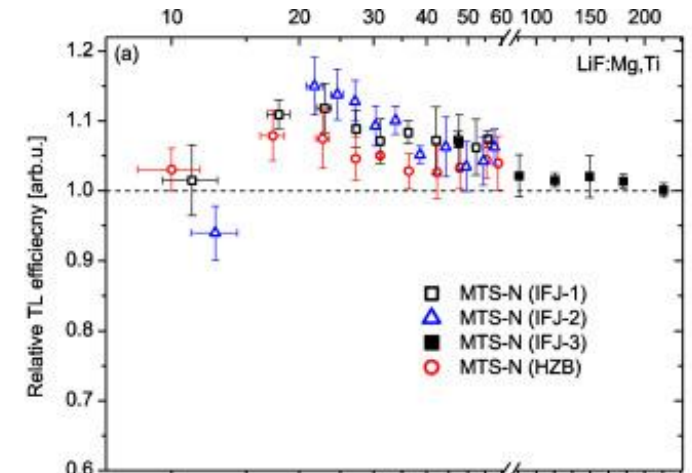 10 20 30 40 50 60 100 150 200
(a)
LiF:Mg,Ti
1.2
1.1
1.0
0.9
0.8
0.7
0.6
Relative TL efficiecny [arb.u.]
MTS-N (IFJ-1)
MTS-N (IFJ-2)
MTS-N (IFJ-3)
MTS-N (HZB)